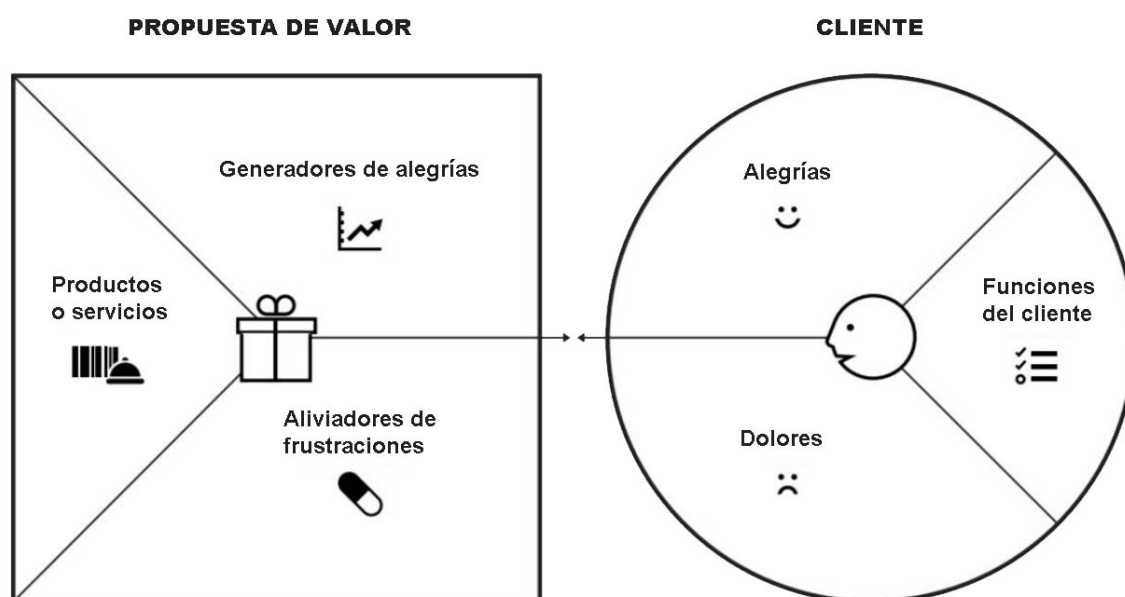 PROPUESTA DE VALOR
Generadores de alegrías
Productos
o servicios
Aliviadores de
frustraciones
CLIENTE
Alegrías
Funciones
del cliente
Dolores